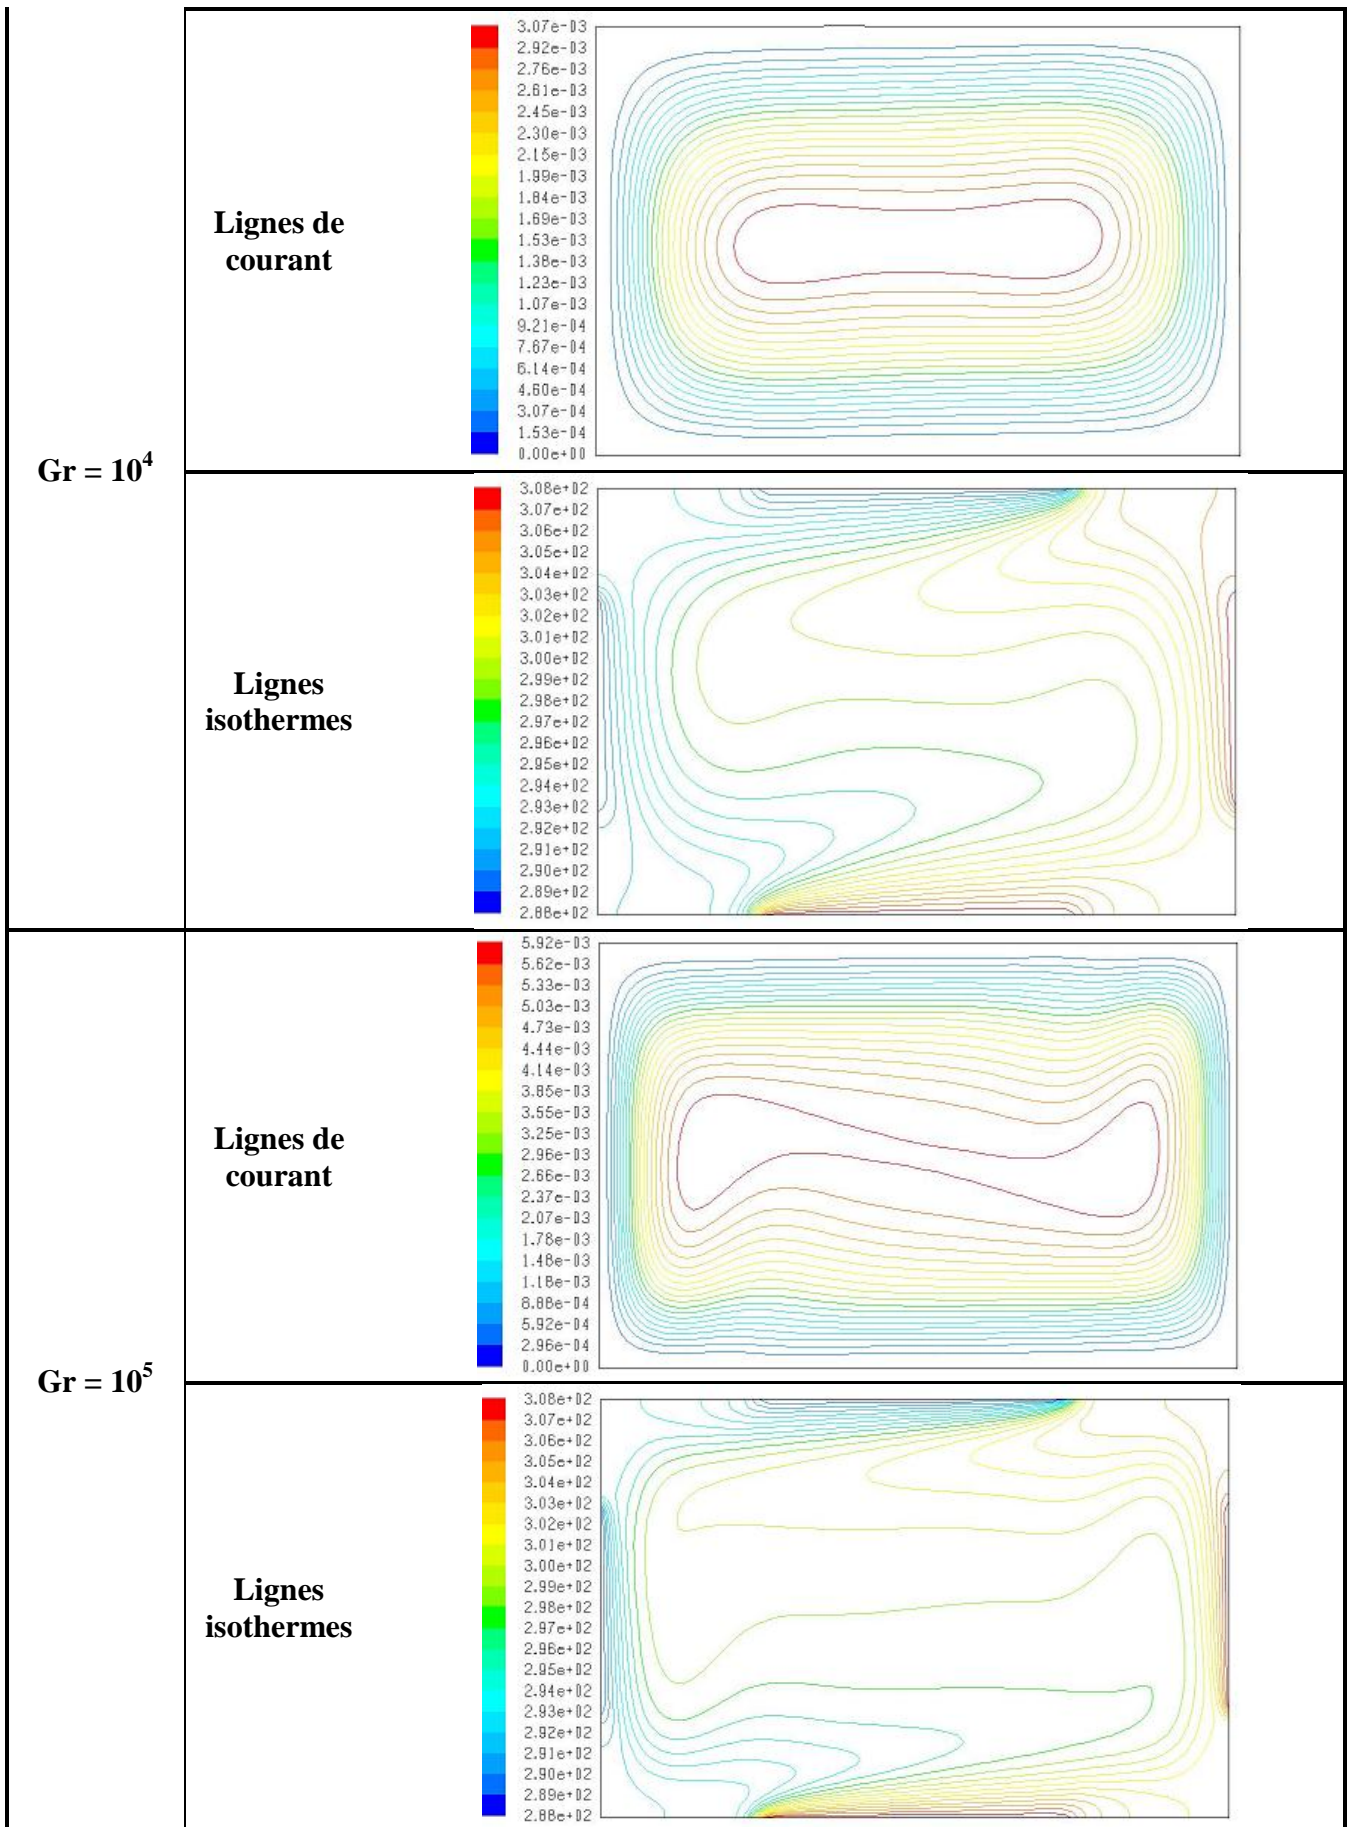 Gr = 10⁴
Lignes de
courant
3.07e-03
2.92e-03
2.76e-03
2.61e-03
2.45e-03
2.30e-03
2.15e-03
1.99e-03
1.84e-03
1.69e-03
1.53e-03
1.38e-03
1.23e-03
1.07e-03
9.21e-04
7.67e-04
6.14e-04
4.60e-04
3.07e-04
1.53e-04
0.00e+00
Lignes
isothermes
3.08e+02
3.07e+02
3.06e+02
3.05e+02
3.04e+02
3.03e+02
3.02e+02
3.01e+02
3.00e+02
2.99e+02
2.98e+02
2.97e+02
2.96e+02
2.95e+02
2.94e+02
2.93e+02
2.92e+02
2.91e+02
2.90e+02
2.89e+02
2.88e+02
Gr = 10⁵
Lignes de
courant
5.92e-03
5.62e-03
5.33e-03
5.03e-03
4.73e-03
4.44e-03
4.14e-03
3.85e-03
3.55e-03
3.25e-03
2.96e-03
2.66e-03
2.37e-03
2.07e-03
1.78e-03
1.48e-03
1.18e-03
8.88e-04
5.92e-04
2.96e-04
0.00e+00
Lignes
isothermes
3.08e+02
3.07e+02
3.06e+02
3.05e+02
3.04e+02
3.03e+02
3.02e+02
3.01e+02
3.00e+02
2.99e+02
2.98e+02
2.97e+02
2.96e+02
2.95e+02
2.94e+02
2.93e+02
2.92e+02
2.91e+02
2.90e+02
2.89e+02
2.88e+02